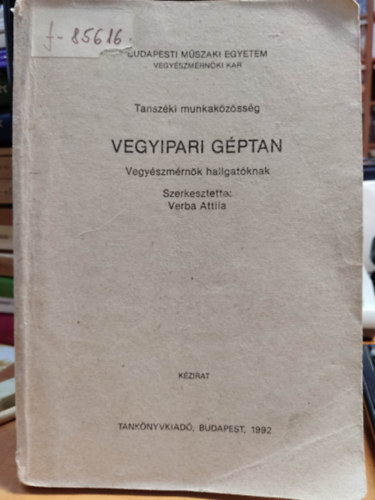 J-85616.
BUDAPESTI MŰSZAKI EGYETEM
VEGYÉSZMÉRNÖKI KAR
Tanszéki munkaközösség
VEGYIPARI GÉPTAN
Vegyészmérnök hallgatóknak
Szerkesztette:
Verba Attila
KÉZIRAT
TANKÖNYVKIADÓ, BUDAPEST, 1992